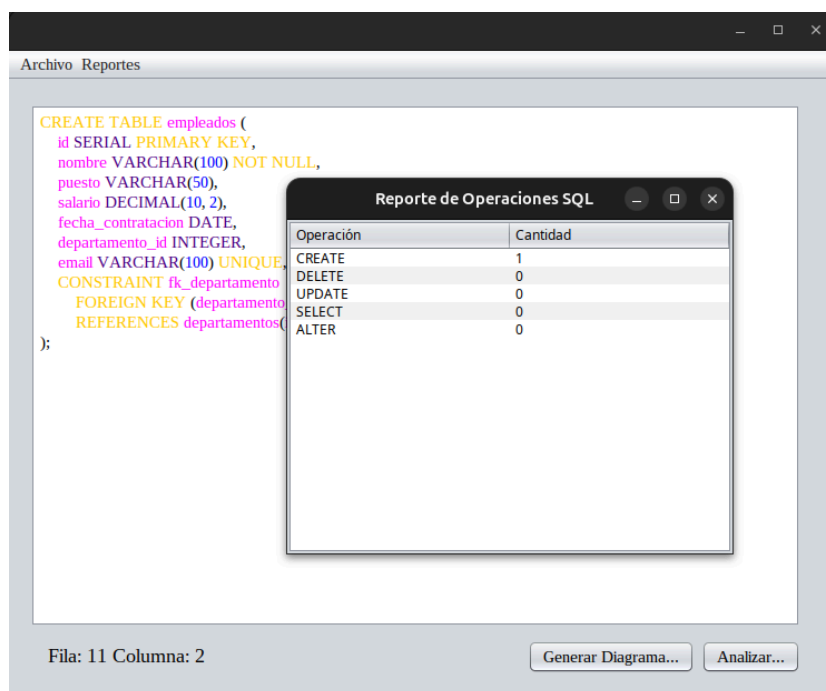 Archivo Reportes
CREATE TABLE empleados (
id SERIAL PRIMARY KEY,
nombre VARCHAR(100) NOT NULL,
puesto VARCHAR(50),
salario DECIMAL(10, 2),
fecha_contratacion DATE,
departamento_id INTEGER,
email VARCHAR(100) UNIQUE,
CONSTRAINT fk_departamento
FOREIGN KEY (departamento_
REFERENCES departamentos(
);
Reporte de Operaciones SQL
Operación Cantidad
CREATE 1
DELETE 0
UPDATE 0
SELECT 0
ALTER 0
Fila: 11 Columna: 2
Generar Diagrama... Analizar...